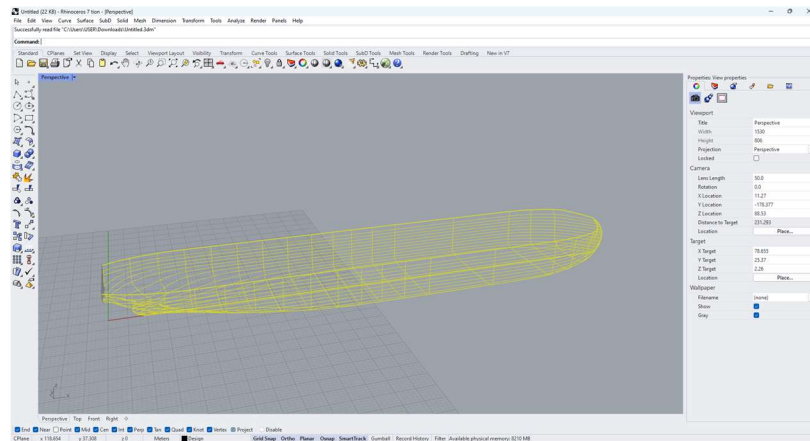 Untitled (22 KB) - Rhinoceros 7 tion - [Perspective]
File Edit View Curve Surface SubD Solid Mesh Dimension Transform Tools Analyze Render Panels Help
Successfully read file "C:\Users\USER\Downloads\Untitled.3dm"
Command:
Standard CPlanes Set View Display Select Viewport Layout Visibility Transform Curve Tools Surface Tools Solid Tools SubD Tools Mesh Tools Render Tools Drafting New in V7
Perspective
Properties: View properties
Viewport
Title Perspective
Width 1530
Height 806
Projection Perspective
Locked
Camera
Lens Length 50.0
Rotation 0.0
X Location 11.27
Y Location -178.377
Z Location 88.53
Distance to Target 231.283
Location Place...
Target
X Target 78.655
Y Target 25.37
Z Target 2.26
Location Place...
Wallpaper
Filename (none)
Show
Gray
Perspective Top Front Right
End Near Point Mid Cen Int Perp Tan Quad Knot Vertex Project Disable
CPlane x 118.654 y 37.308 z 0 Meters Design Grid Snap Ortho Planar Osnap SmartTrack Gumball Record History Filter Available physical memory: 8210 MB